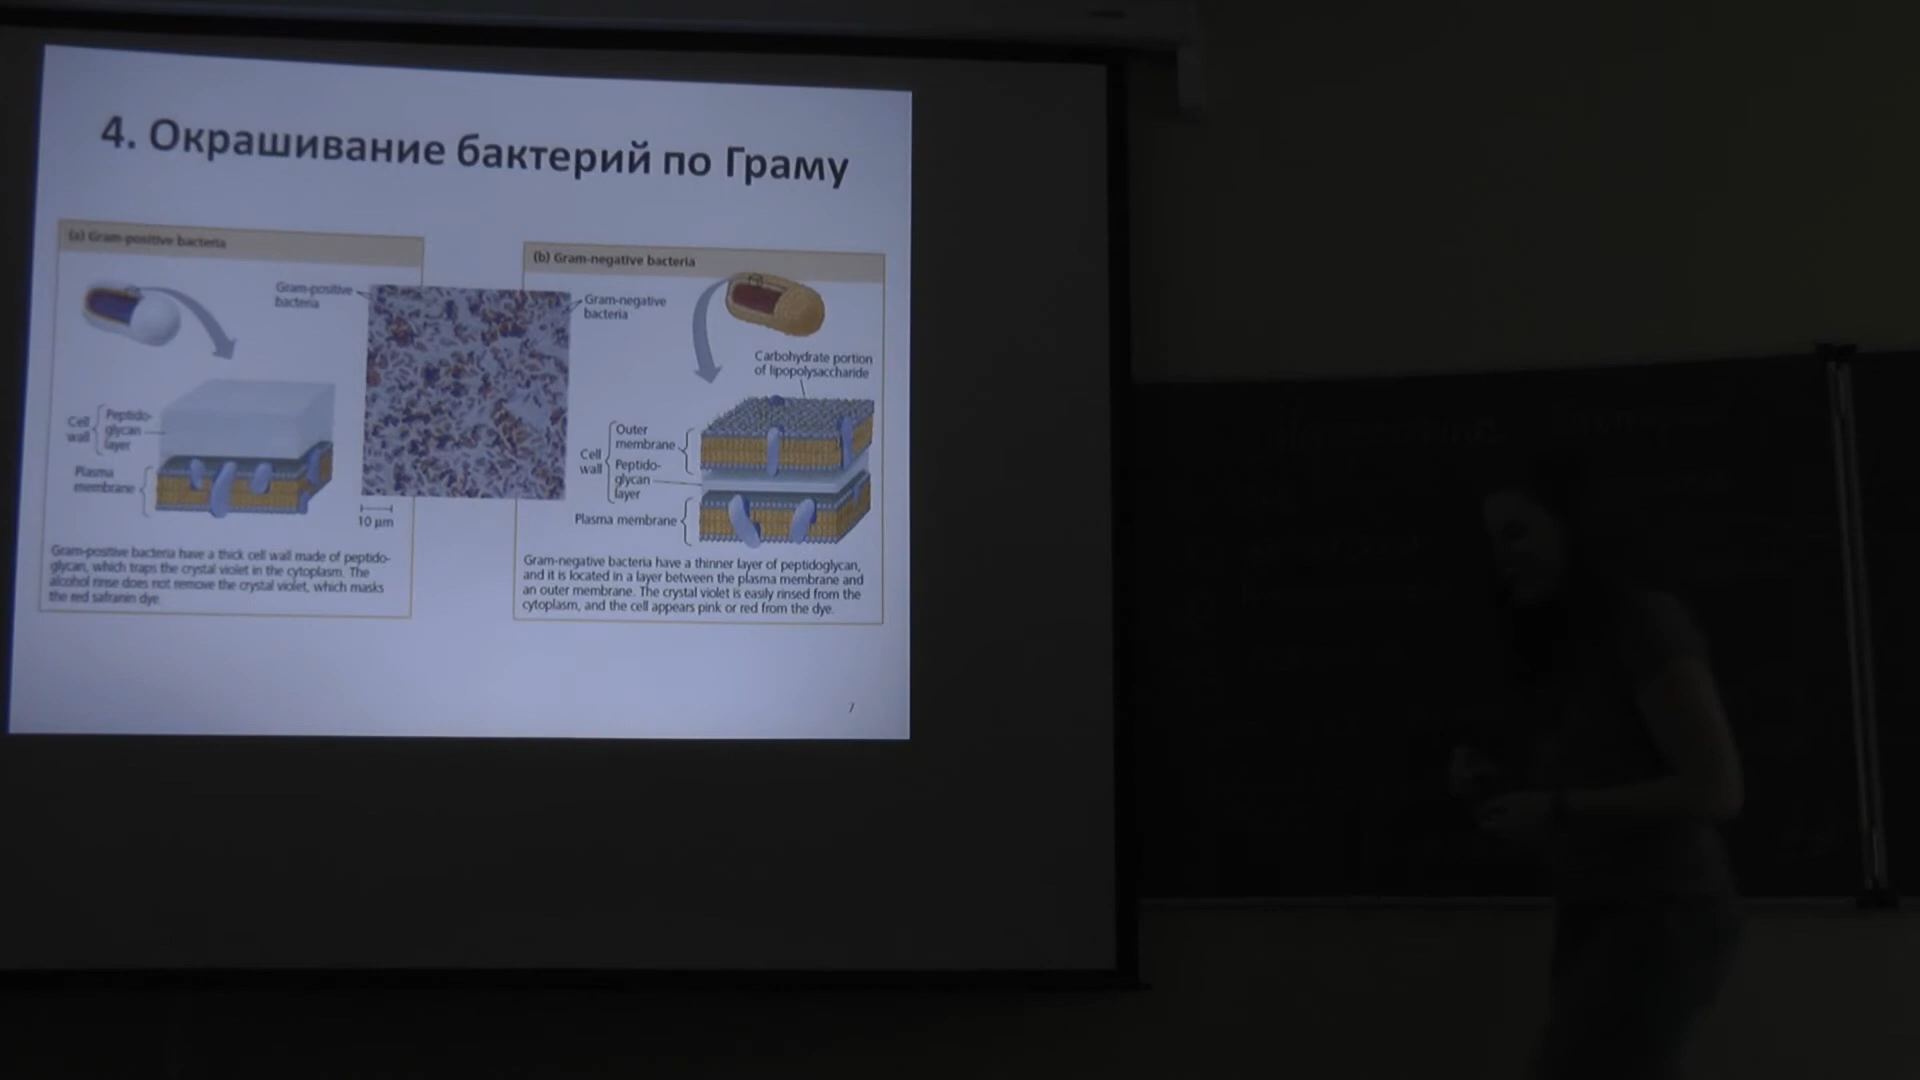 4. Окрашивание бактерий по Граму
(a) Gram-positive bacteria
Gram-positive
bacteria
Cell
wall
Peptido-
glycan
layer
Plasma
membrane
10 µm
Gram-positive bacteria have a thick cell wall made of peptido-
glycan, which traps the crystal violet in the cytoplasm. The
alcohol rinse does not remove the crystal violet, which masks
the red safranin dye.
(b) Gram-negative bacteria
Gram-negative
bacteria
Carbohydrate portion
of lipopolysaccharide
Cell
wall
Outer
membrane
Peptido-
glycan
layer
Plasma membrane
Gram-negative bacteria have a thinner layer of peptidoglycan,
and it is located in a layer between the plasma membrane and
an outer membrane. The crystal violet is easily rinsed from the
cytoplasm, and the cell appears pink or red from the dye.
7